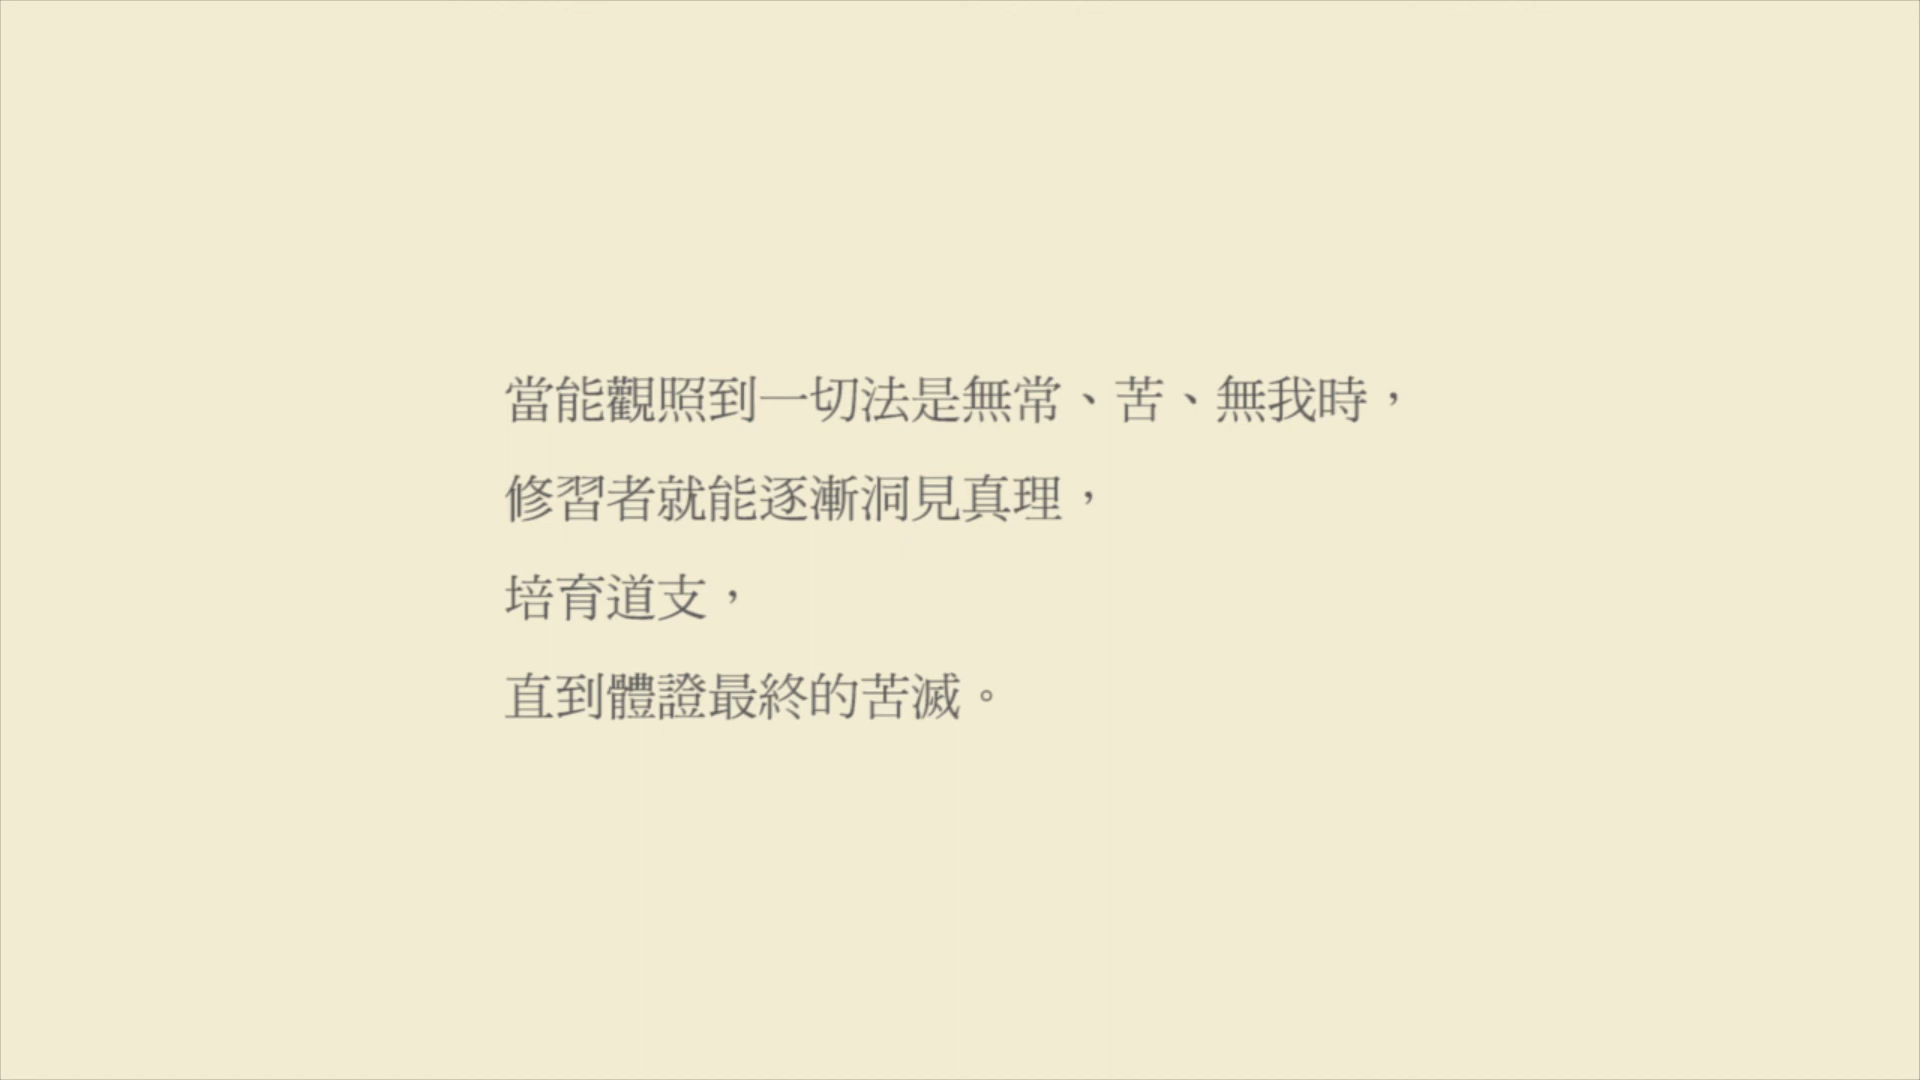 當能觀照到一切法是無常、苦、無我時，
修習者就能逐漸洞見真理，
培育道支，
直到體證最終的苦滅。